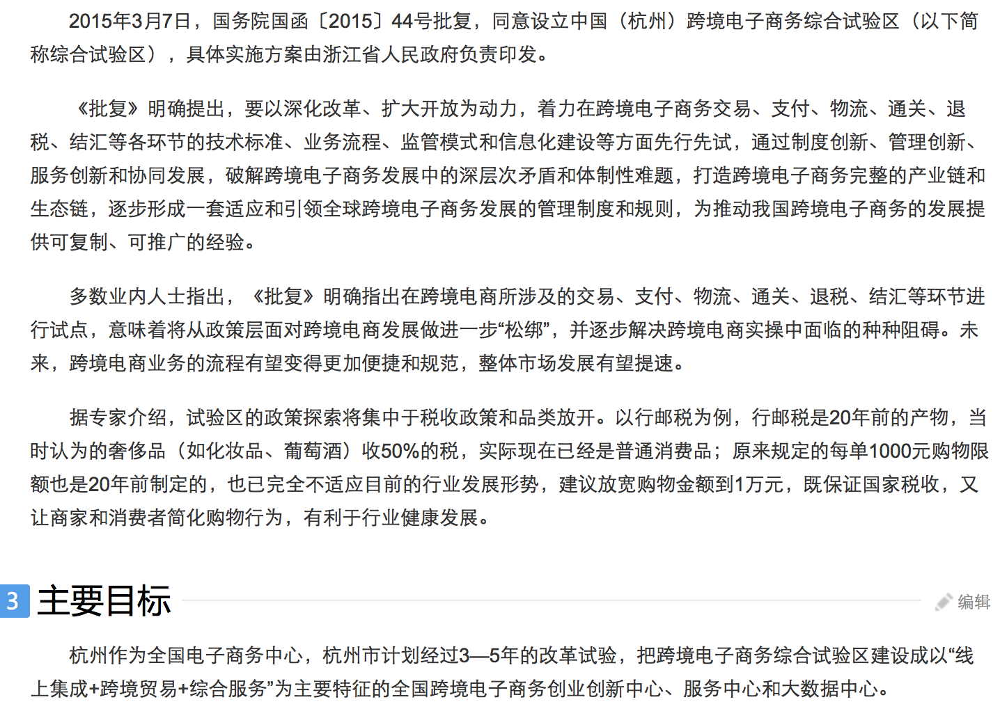 2015年3月7日，国务院国函〔2015〕44号批复，同意设立中国（杭州）跨境电子商务综合试验区（以下简
称综合试验区），具体实施方案由浙江省人民政府负责印发。
《批复》明确提出，要以深化改革、扩大开放为动力，着力在跨境电子商务交易、支付、物流、通关、退
税、结汇等各环节的技术标准、业务流程、监管模式和信息化建设等方面先行先试，通过制度创新、管理创新、
服务创新和协同发展，破解跨境电子商务发展中的深层次矛盾和体制性难题，打造跨境电子商务完整的产业链和
生态链，逐步形成一套适应和引领全球跨境电子商务发展的管理制度和规则，为推动我国跨境电子商务的发展提
供可复制、可推广的经验。
多数业内人士指出，《批复》明确指出在跨境电商所涉及的交易、支付、物流、通关、退税、结汇等环节进
行试点，意味着将从政策层面对跨境电商发展做进一步“松绑”，并逐步解决跨境电商实操中面临的种种阻碍。未
来，跨境电商业务的流程有望变得更加便捷和规范，整体市场发展有望提速。
据专家介绍，试验区的政策探索将集中于税收政策和品类放开。以行邮税为例，行邮税是20年前的产物，当
时认为的奢侈品（如化妆品、葡萄酒）收50%的税，实际现在已经是普通消费品；原来规定的每单1000元购物限
额也是20年前制定的，也已完全不适应目前的行业发展形势，建议放宽购物金额到1万元，既保证国家税收，又
让商家和消费者简化购物行为，有利于行业健康发展。
3 主要目标 编辑
杭州作为全国电子商务中心，杭州市计划经过3—5年的改革试验，把跨境电子商务综合试验区建设成以“线
上集成+跨境贸易+综合服务”为主要特征的全国跨境电子商务创业创新中心、服务中心和大数据中心。